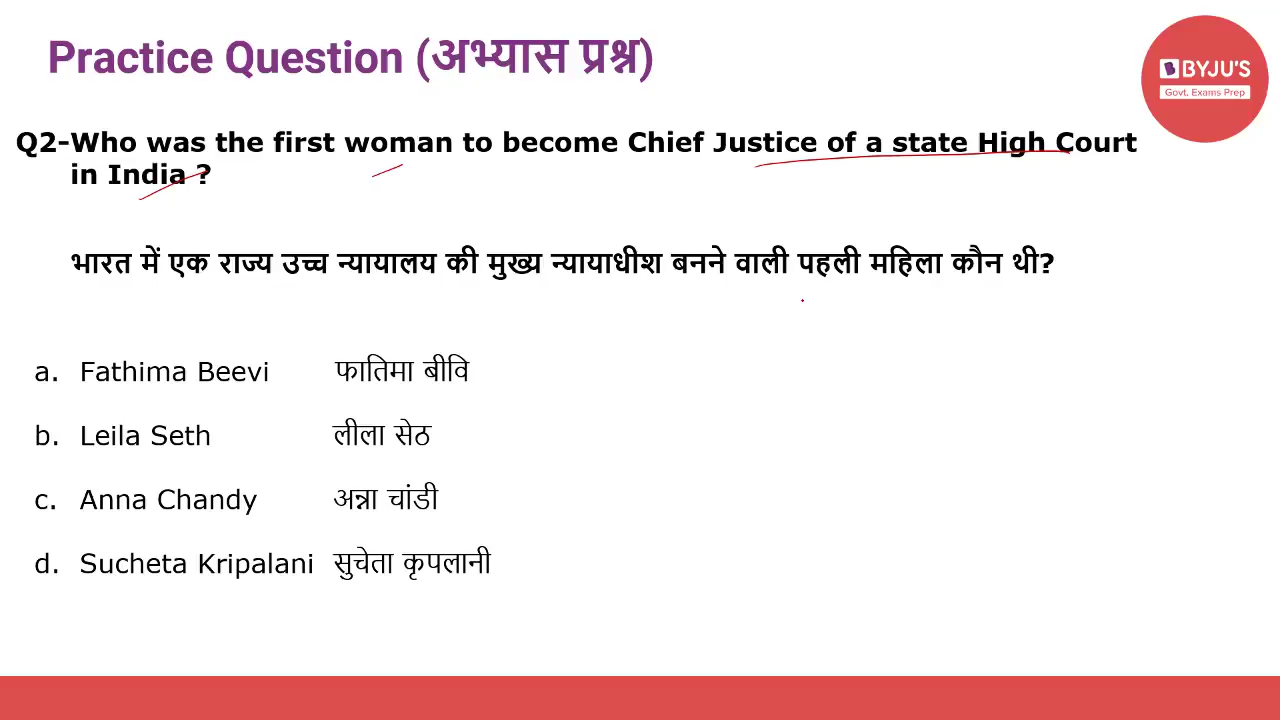 Practice Question (अभ्यास प्रश्न)
BYJU'S
Govt. Exams Prep
Q2-Who was the first woman to become Chief Justice of a state High Court
in India ?
भारत में एक राज्य उच्च न्यायालय की मुख्य न्यायाधीश बनने वाली पहली महिला कौन थी?
a. Fathima Beevi फातिमा बीवि
b. Leila Seth लीला सेठ
c. Anna Chandy अन्ना चांडी
d. Sucheta Kripalani सुचेता कृपलानी